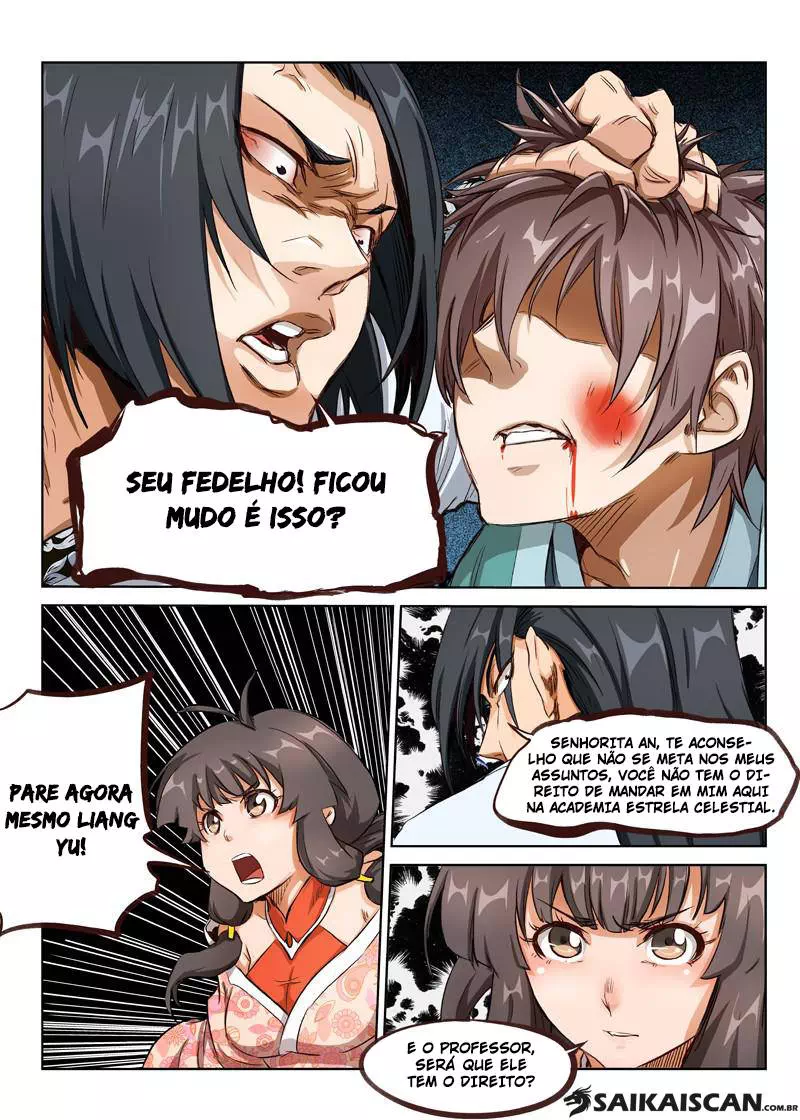 SEU FEDELHO! FICOU
MUDO É ISSO?
PARE AGORA
MESMO LIANG
YU!
SENHORITA AN, TE ACONSE-
LHO QUE NÃO SE META NOS MEUS
ASSUNTOS, VOCÊ NÃO TEM O DI-
REITO DE MANDAR EM MIM AQUI
NA ACADEMIA ESTRELA CELESTIAL.
E O PROFESSOR,
SERÁ QUE ELE
TEM O DIREITO?
SAIKAISCAN.COM.BR